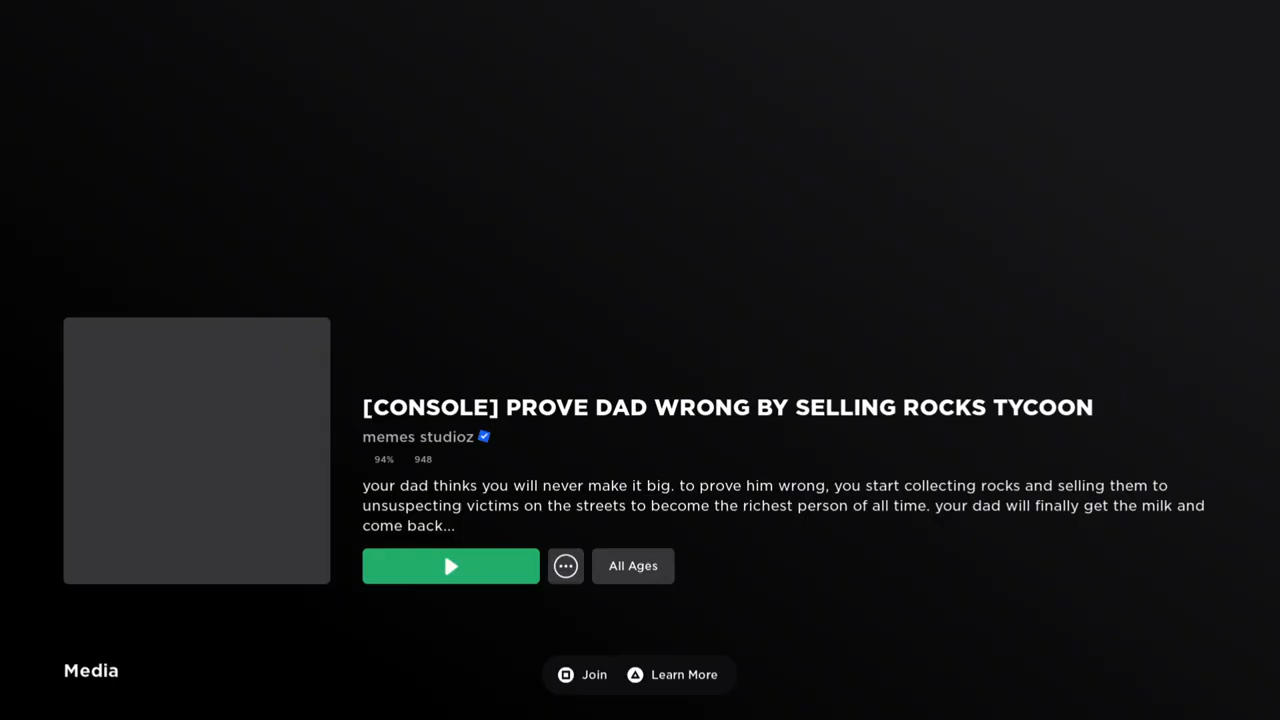 [CONSOLE] PROVE DAD WRONG BY SELLING ROCKS TYCOON
memes studioz
94% 948
your dad thinks you will never make it big. to prove him wrong, you start collecting rocks and selling them to
unsuspecting victims on the streets to become the richest person of all time. your dad will finally get the milk and
come back...
All Ages
Media
Join Learn More